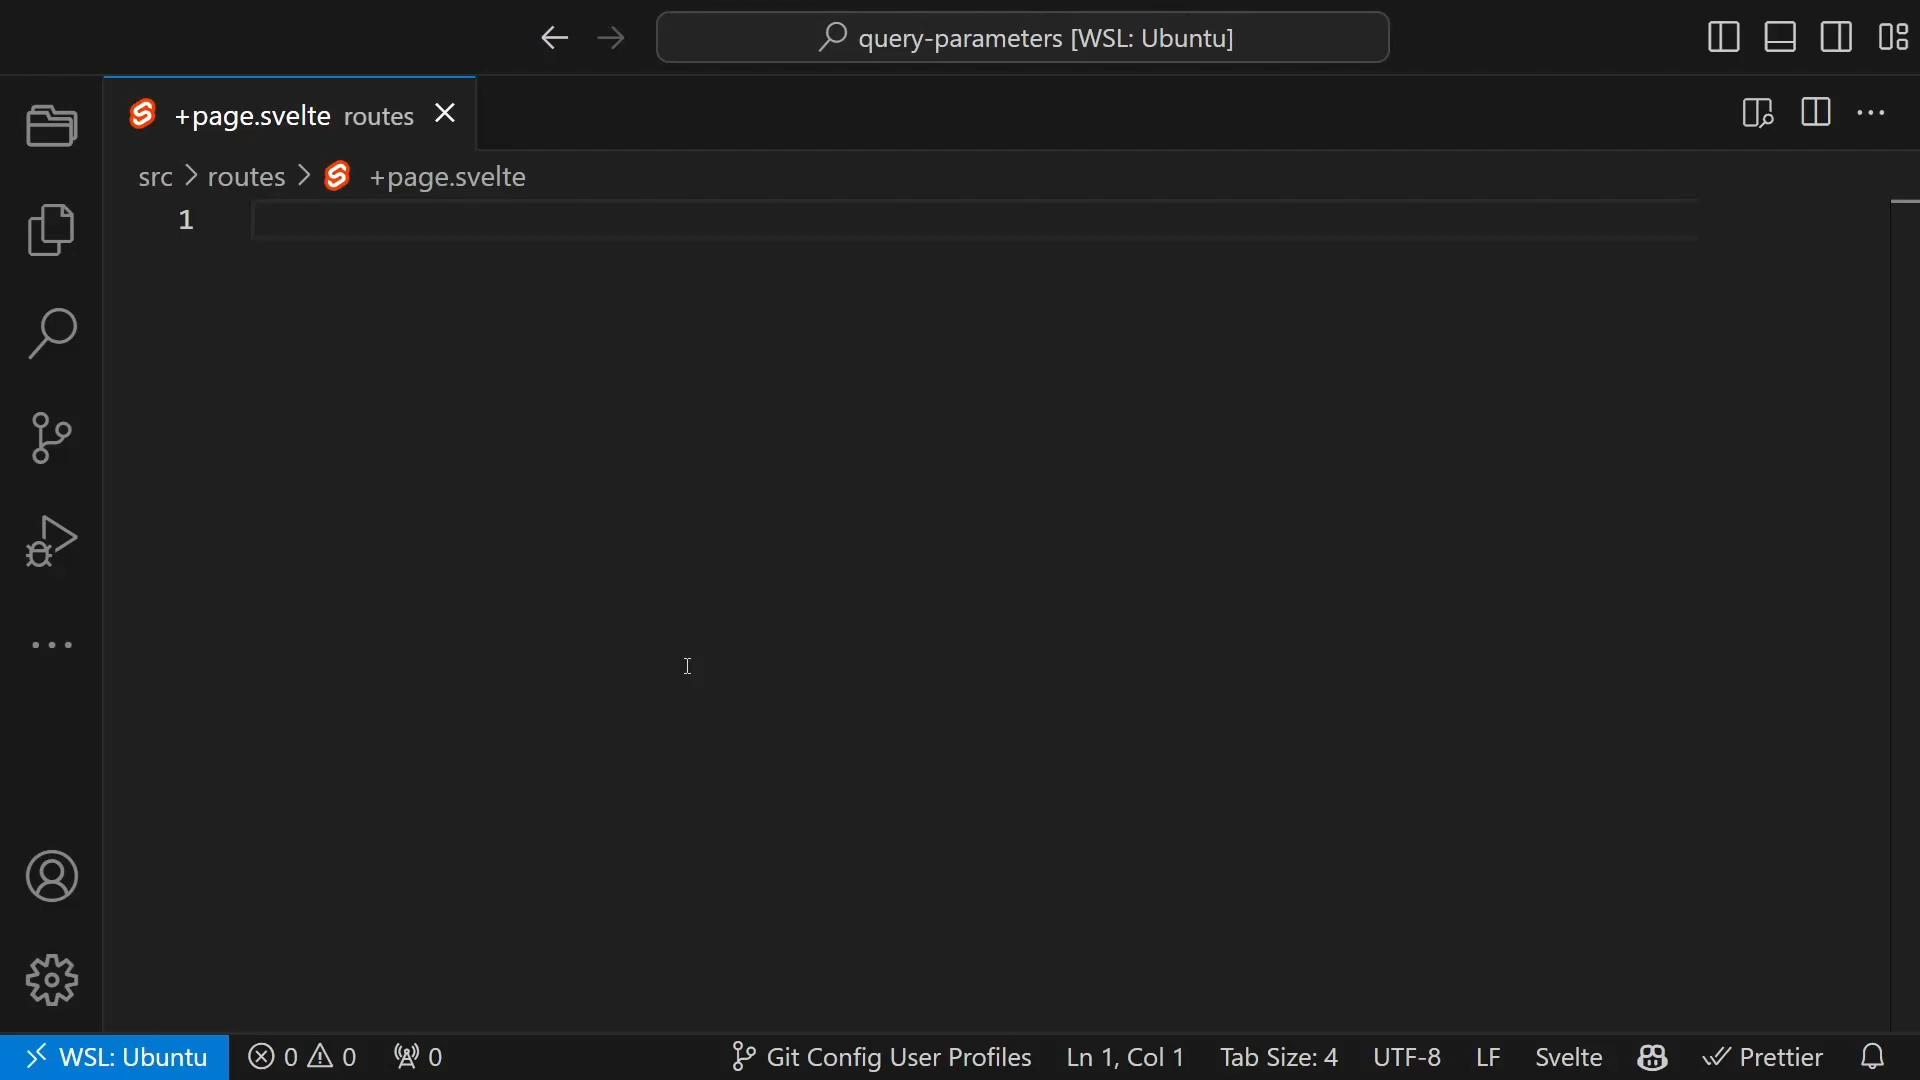 query-parameters [WSL: Ubuntu]
+page.svelte routes
src routes +page.svelte
1
WSL: Ubuntu 0 0 0 Git Config User Profiles Ln 1, Col 1 Tab Size: 4 UTF-8 LF Svelte Prettier